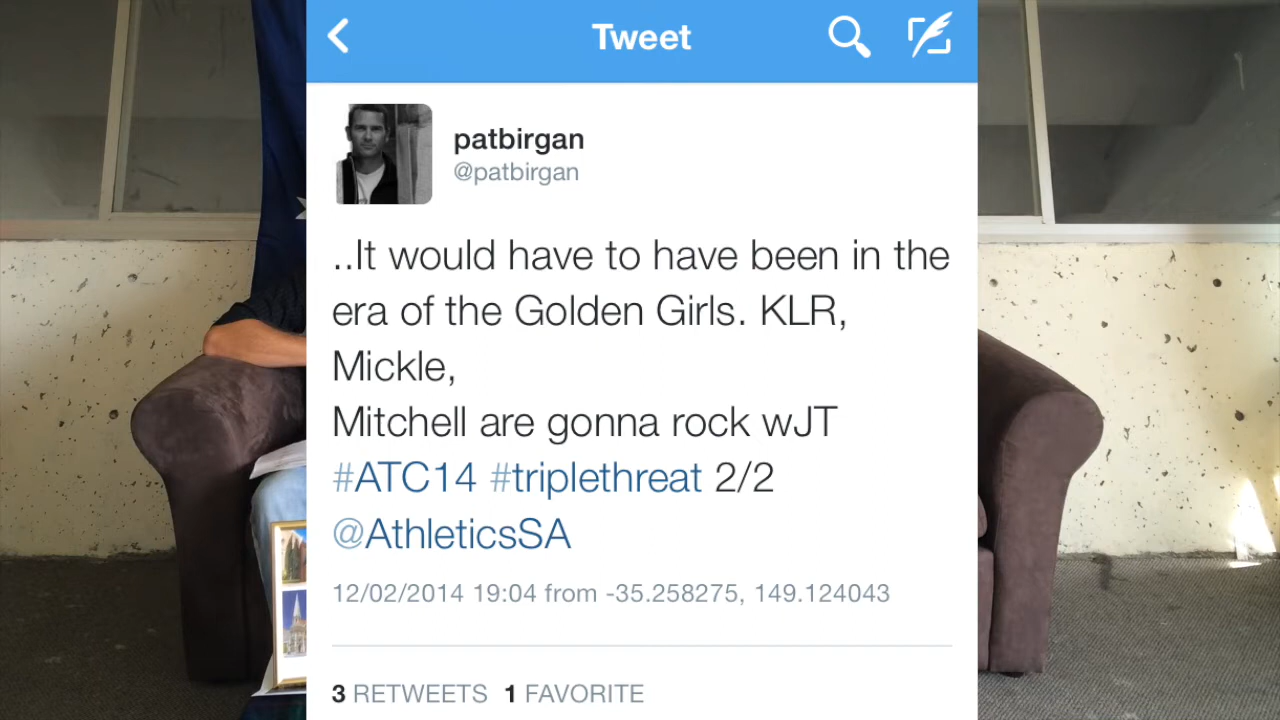 Tweet
patbirgan
@patbirgan
..It would have to have been in the
era of the Golden Girls. KLR,
Mickle,
Mitchell are gonna rock wJT
#ATC14 #triplethreat 2/2
@AthleticsSA
12/02/2014 19:04 from -35.258275, 149.124043
3 RETWEETS 1 FAVORITE